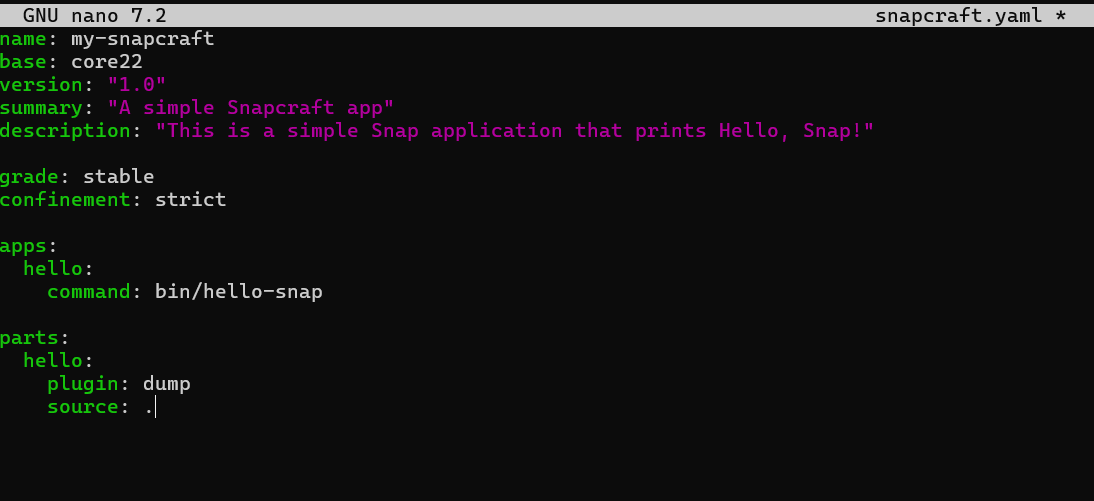 GNU nano 7.2 snapcraft.yaml *
name: my-snapcraft
base: core22
version: "1.0"
summary: "A simple Snapcraft app"
description: "This is a simple Snap application that prints Hello, Snap!"
grade: stable
confinement: strict
apps:
  hello:
    command: bin/hello-snap
parts:
  hello:
    plugin: dump
    source: .